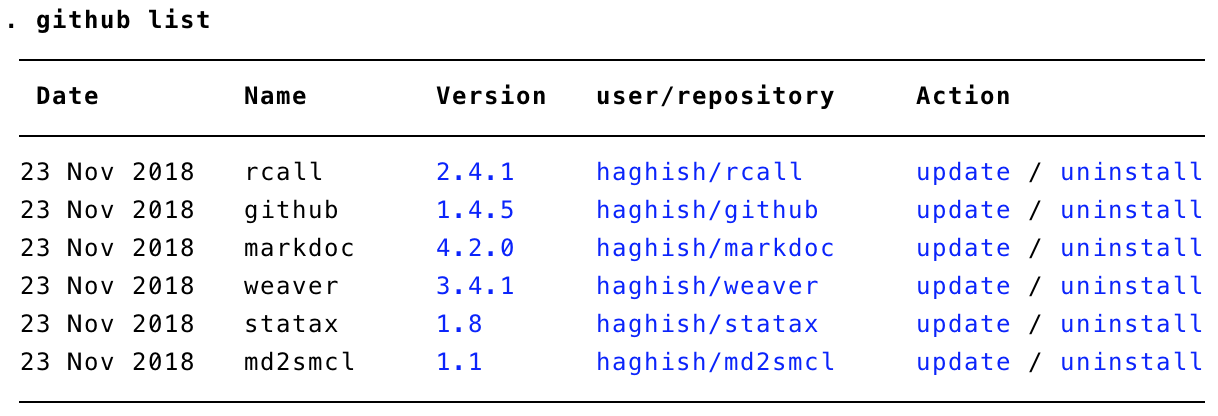 . github list
Date Name Version user/repository Action
23 Nov 2018 rcall 2.4.1 haghish/rcall update / uninstall
23 Nov 2018 github 1.4.5 haghish/github update / uninstall
23 Nov 2018 markdoc 4.2.0 haghish/markdoc update / uninstall
23 Nov 2018 weaver 3.4.1 haghish/weaver update / uninstall
23 Nov 2018 statax 1.8 haghish/statax update / uninstall
23 Nov 2018 md2smcl 1.1 haghish/md2smcl update / uninstall